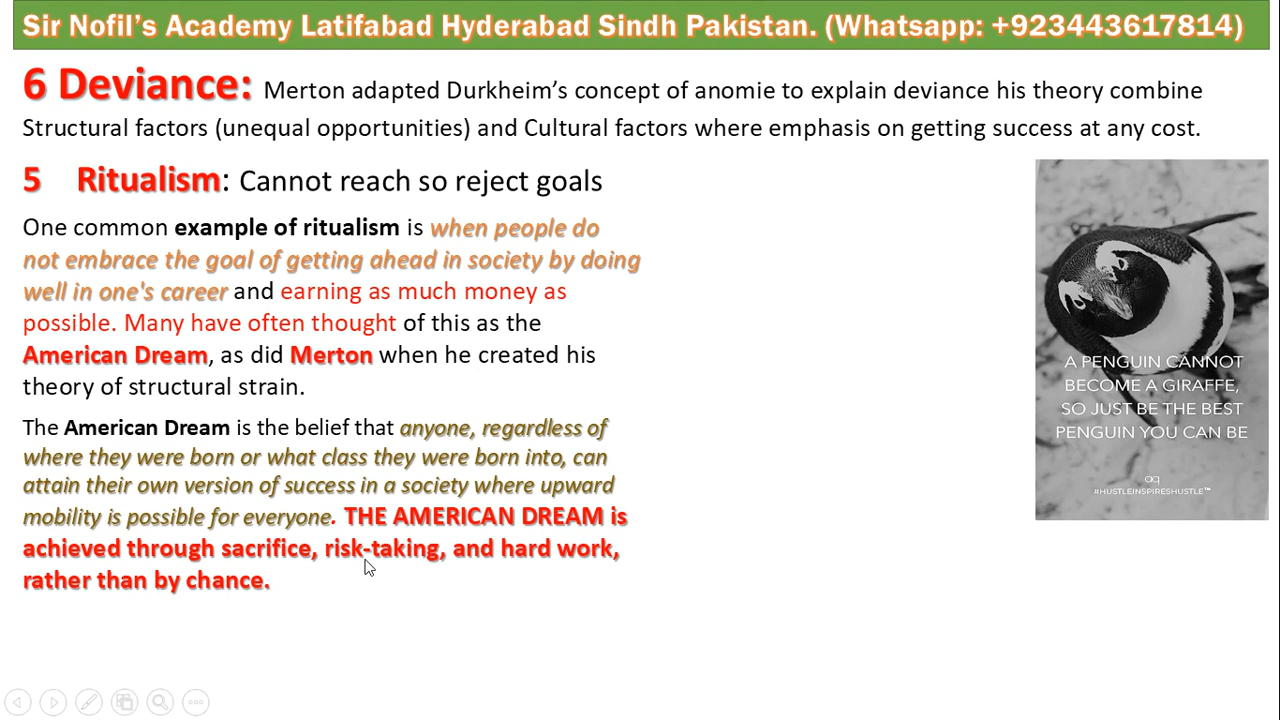 Sir Nofil’s Academy Latifabad Hyderabad Sindh Pakistan. (Whatsapp: +923443617814)
6 Deviance: Merton adapted Durkheim’s concept of anomie to explain deviance his theory combine
Structural factors (unequal opportunities) and Cultural factors where emphasis on getting success at any cost.
5 Ritualism: Cannot reach so reject goals
One common example of ritualism is when people do
not embrace the goal of getting ahead in society by doing
well in one's career and earning as much money as
possible. Many have often thought of this as the
American Dream, as did Merton when he created his
theory of structural strain.
The American Dream is the belief that anyone, regardless of
where they were born or what class they were born into, can
attain their own version of success in a society where upward
mobility is possible for everyone. THE AMERICAN DREAM is
achieved through sacrifice, risk-taking, and hard work,
rather than by chance.
A PENGUIN CANNOT
BECOME A GIRAFFE,
SO JUST BE THE BEST
PENGUIN YOU CAN BE
#HUSTLEINSPIRESHUSTLE™